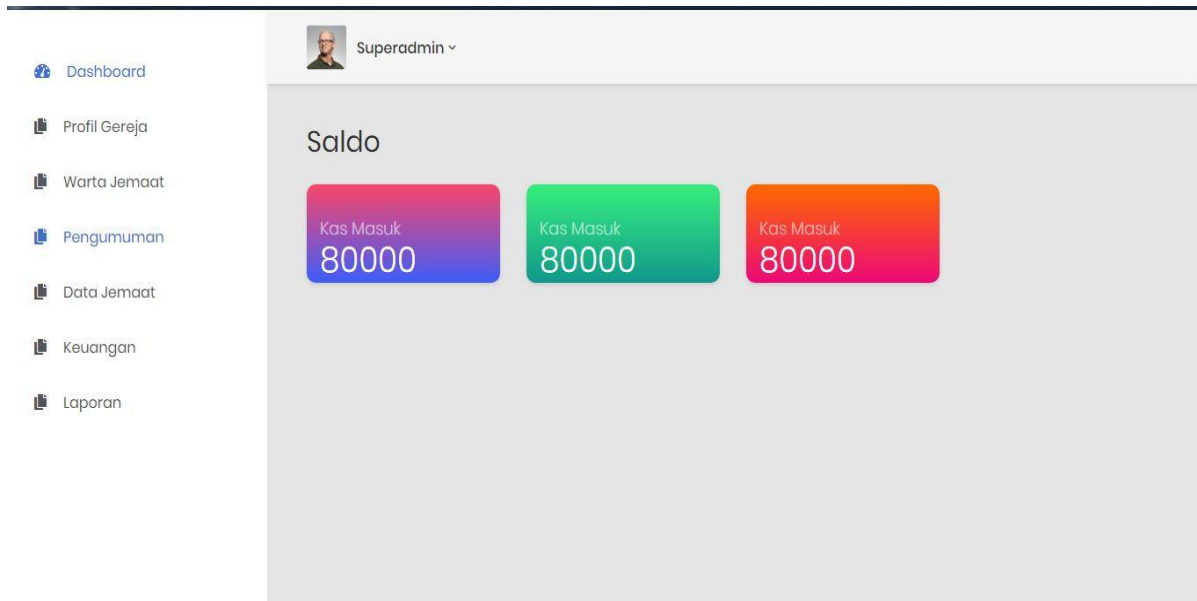 Dashboard
Profil Gereja
Warta Jemaat
Pengumuman
Data Jemaat
Keuangan
Laporan
Superadmin
Saldo
Kas Masuk
80000
Kas Masuk
80000
Kas Masuk
80000